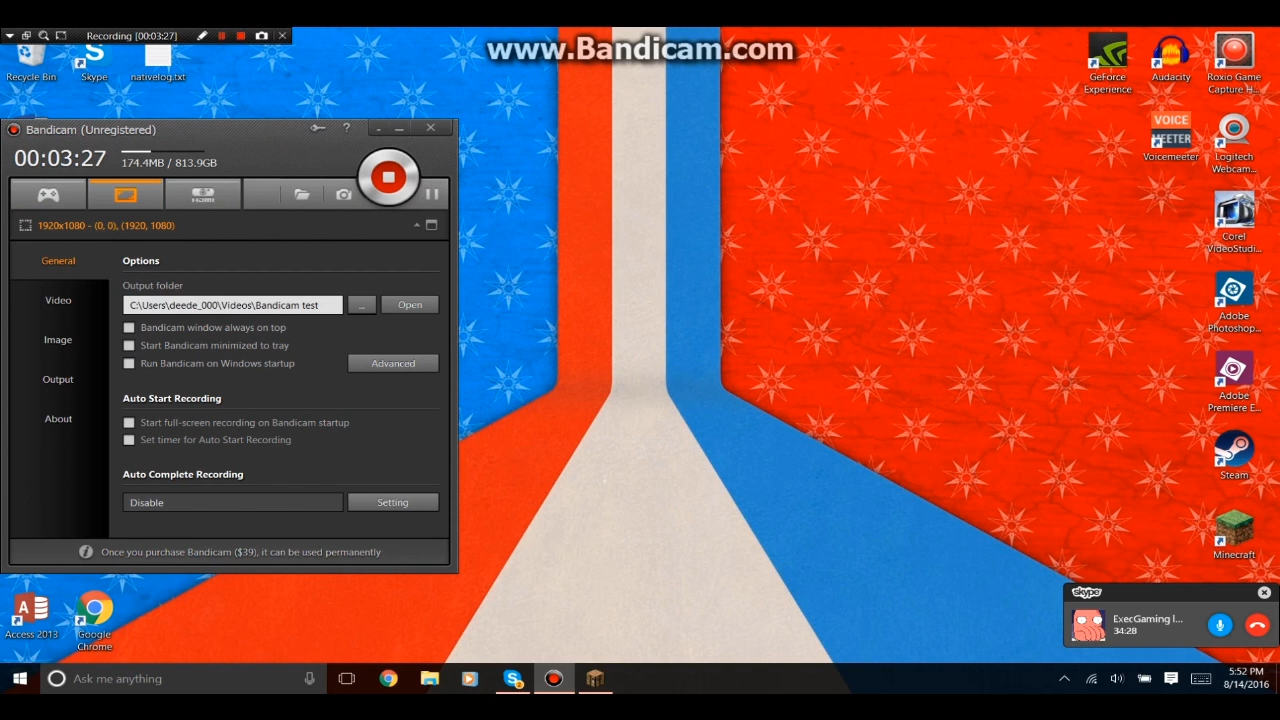 Recording [00:03:27]
www.Bandicam.com
Recycle Bin
Skype
nativelog.txt
GeForce
Experience
Audacity
Roxio Game
Capture H...
Bandicam (Unregistered)
?
00:03:27
174.4MB / 813.9GB
1920x1080 - (0, 0), (1920, 1080)
General
Video
Image
Output
About
Options
Output folder
C:\Users\deede_000\Videos\Bandicam test
...
Open
Bandicam window always on top
Start Bandicam minimized to tray
Run Bandicam on Windows startup
Advanced
Auto Start Recording
Start full-screen recording on Bandicam startup
Set timer for Auto Start Recording
Auto Complete Recording
Disable
Setting
Once you purchase Bandicam ($39), it can be used permanently
VOICE
MEETER
Voicemeeter
Logitech
Webcam...
Corel
VideoStudi...
Adobe
Photoshop...
Adobe
Premiere E...
Steam
Minecraft
Access 2013
Google
Chrome
skype
ExecGaming l...
34:28
Ask me anything
5:52 PM
8/14/2016